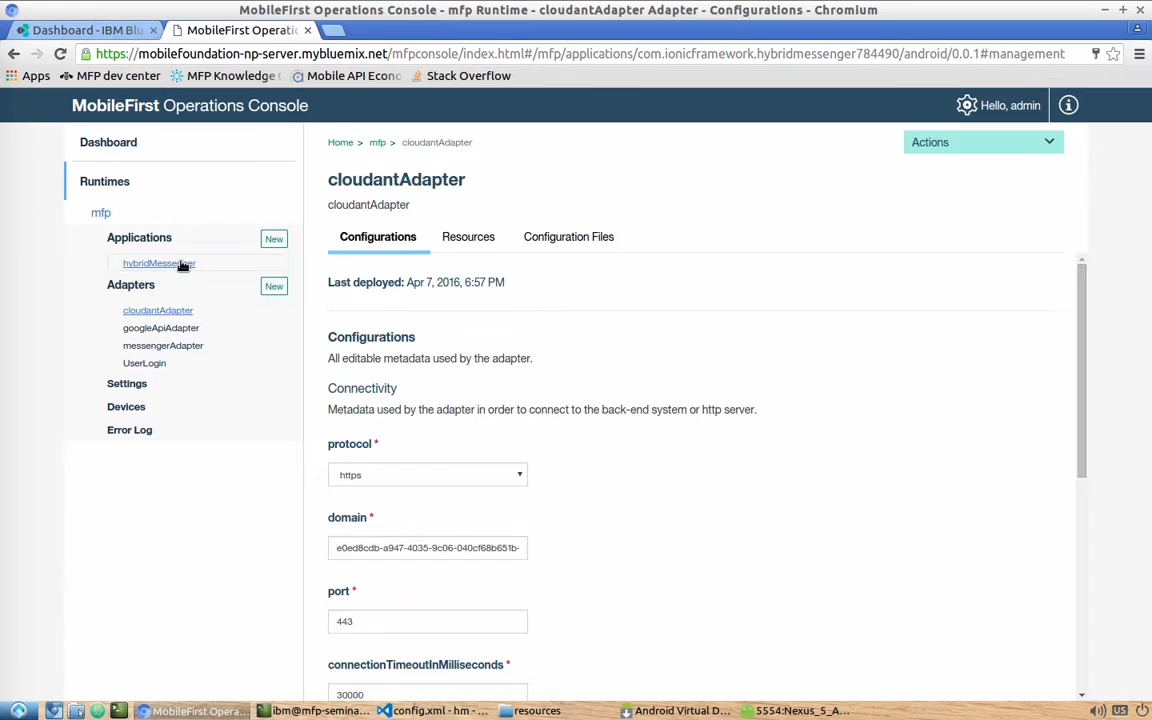 MobileFirst Operations Console - mfp Runtime - cloudantAdapter Adapter - Configurations - Chromium
Dashboard - IBM Blu
MobileFirst Operatio
https://mobilefoundation-np-server.mybluemix.net/mfpconsole/index.html#/mfp/applications/com.ionicframework.hybridmessenger784490/android/0.0.1#management
Apps MFP dev center MFP Knowledge Mobile API Econo Stack Overflow
MobileFirst Operations Console
Hello, admin
Dashboard
Runtimes
mfp
Applications New
hybridMessenger
Adapters New
cloudantAdapter
googleApiAdapter
messengerAdapter
UserLogin
Settings
Devices
Error Log
Home > mfp > cloudantAdapter
Actions
cloudantAdapter
cloudantAdapter
Configurations Resources Configuration Files
Last deployed: Apr 7, 2016, 6:57 PM
Configurations
All editable metadata used by the adapter.
Connectivity
Metadata used by the adapter in order to connect to the back-end system or http server.
protocol *
https
domain *
e0ed8cdb-a947-4035-9c06-040cf68b651b-
port *
443
connectionTimeoutInMilliseconds *
30000
MobileFirst Opera... ibm@mfp-semina... config.xml - hm - ... resources Android Virtual D... 5554:Nexus_5_A... US